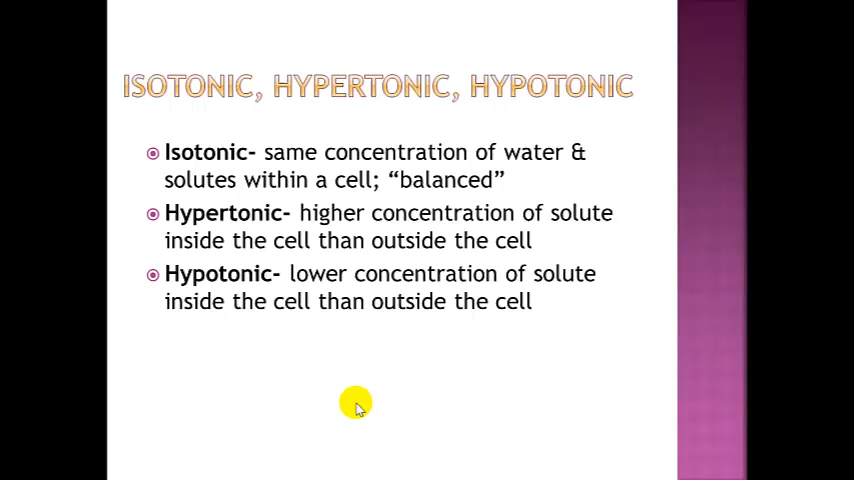 ISOTONIC, HYPERTONIC, HYPOTONIC
Isotonic- same concentration of water &
solutes within a cell; “balanced”
Hypertonic- higher concentration of solute
inside the cell than outside the cell
Hypotonic- lower concentration of solute
inside the cell than outside the cell